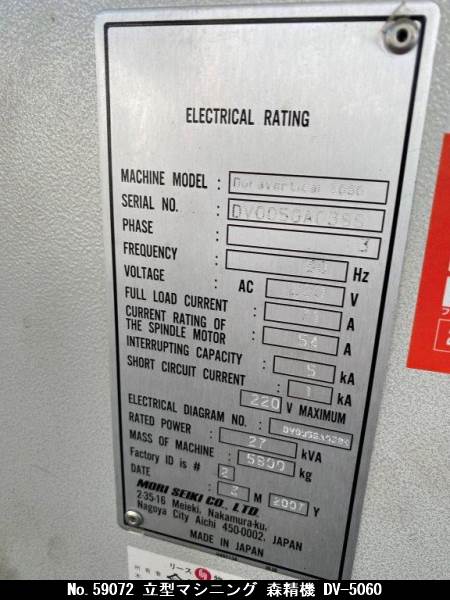 ELECTRICAL RATING
MACHINE MODEL :
SERIAL NO. :
PHASE : 3
FREQUENCY : Hz
VOLTAGE : AC V
FULL LOAD CURRENT : A
CURRENT RATING OF
THE SPINDLE MOTOR : 54 A
INTERRUPTING CAPACITY : 5 kA
SHORT CIRCUIT CURRENT : 1 kA
220 V MAXIMUM
ELECTRICAL DIAGRAM NO. :
RATED POWER : 27 kVA
MASS OF MACHINE : 5800 kg
Factory ID is # 2
DATE : 2 M 2007 Y
MORI SEIKI CO., LTD.
2-35-16 Meieki, Nakamura-ku,
Nagoya City Aichi 450-0002, JAPAN
MADE IN JAPAN
リース
No.59072 立型マシニング 森精機 DV-5060